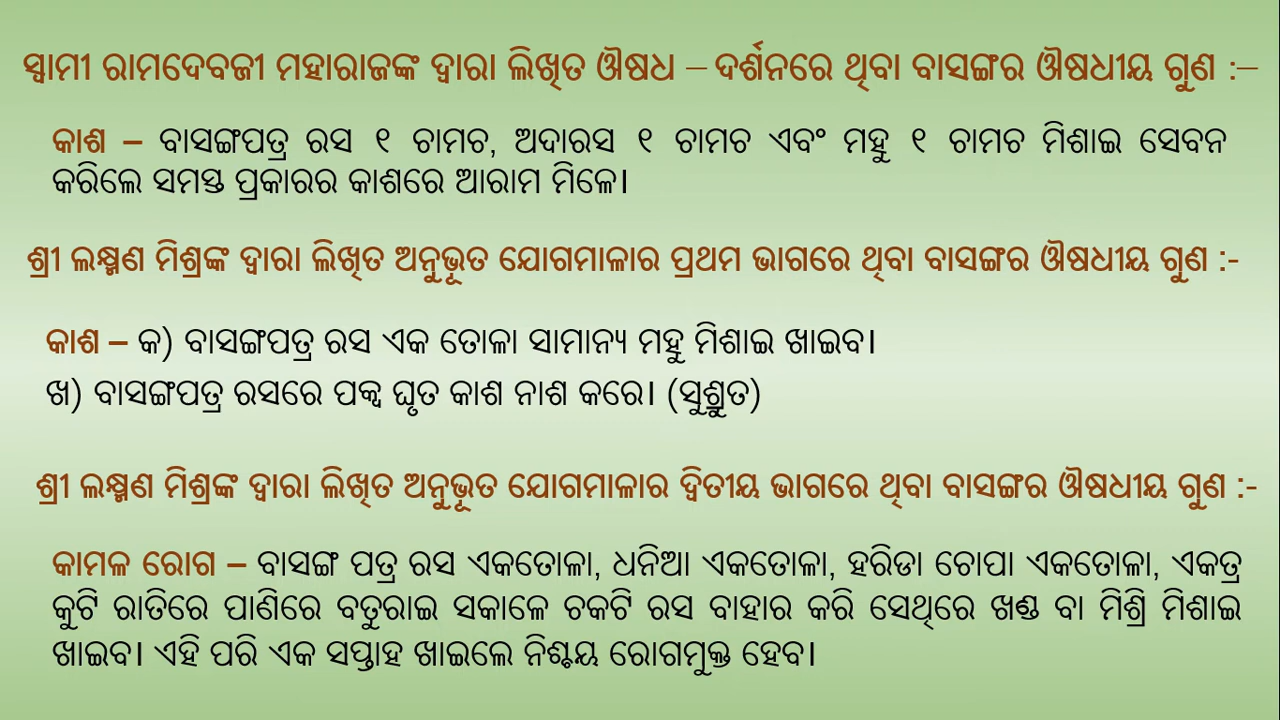 ସ୍ୱାମୀ ରାମଦେବଜୀ ମହାରାଜଙ୍କ ଦ୍ୱାରା ଲିଖିତ ଔଷଧ – ଦର୍ଶନରେ ଥିବା ବାସଙ୍ଗର ଔଷଧୀୟ ଗୁଣ :–
କାଶ – ବାସଙ୍ଗପତ୍ର ରସ ୧ ଚାମଚ, ଅଦାରସ ୧ ଚାମଚ ଏବଂ ମହୁ ୧ ଚାମଚ ମିଶାଇ ସେବନ
କରିଲେ ସମସ୍ତ ପ୍ରକାରର କାଶରେ ଆରାମ ମିଳେ।
ଶ୍ରୀ ଲକ୍ଷ୍ମଣ ମିଶ୍ରଙ୍କ ଦ୍ୱାରା ଲିଖିତ ଅନୁଭୂତ ଯୋଗମାଳାର ପ୍ରଥମ ଭାଗରେ ଥିବା ବାସଙ୍ଗର ଔଷଧୀୟ ଗୁଣ :-
କାଶ – କ) ବାସଙ୍ଗପତ୍ର ରସ ଏକ ତୋଳା ସାମାନ୍ୟ ମହୁ ମିଶାଇ ଖାଇବ।
ଖ) ବାସଙ୍ଗପତ୍ର ରସରେ ପକ୍ୱ ଘୃତ କାଶ ନାଶ କରେ। (ସୁଶ୍ରୁତ)
ଶ୍ରୀ ଲକ୍ଷ୍ମଣ ମିଶ୍ରଙ୍କ ଦ୍ୱାରା ଲିଖିତ ଅନୁଭୂତ ଯୋଗମାଳାର ଦ୍ୱିତୀୟ ଭାଗରେ ଥିବା ବାସଙ୍ଗର ଔଷଧୀୟ ଗୁଣ :-
କାମଳ ରୋଗ – ବାସଙ୍ଗ ପତ୍ର ରସ ଏକତୋଳା, ଧନିଆ ଏକତୋଳା, ହରିଡା ଚୋପା ଏକତୋଳା, ଏକତ୍ର
କୁଟି ରାତିରେ ପାଣିରେ ବତୁରାଇ ସକାଳେ ଚକଟି ରସ ବାହାର କରି ସେଥିରେ ଖଣ୍ଡ ବା ମିଶ୍ରି ମିଶାଇ
ଖାଇବ। ଏହି ପରି ଏକ ସପ୍ତାହ ଖାଇଲେ ନିଶ୍ଚୟ ରୋଗମୁକ୍ତ ହେବ।